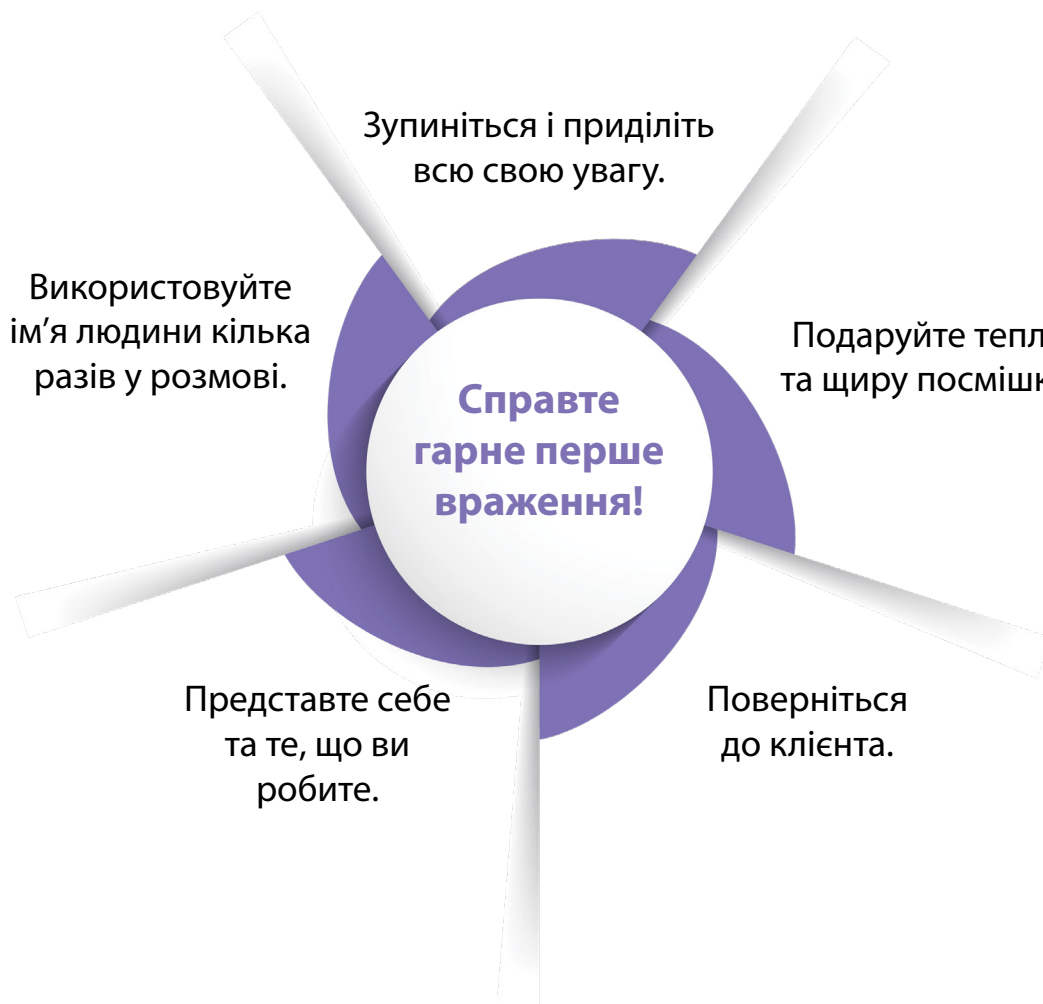 Зупиніться і приділіть
всю свою увагу.
Подаруйте
та щиру
Поверніться
до клієнта.
Представте себе
та те, що ви
робите.
Використовуйте
ім’я людини кілька
разів у розмові.
Справте
гарне перше
враження!